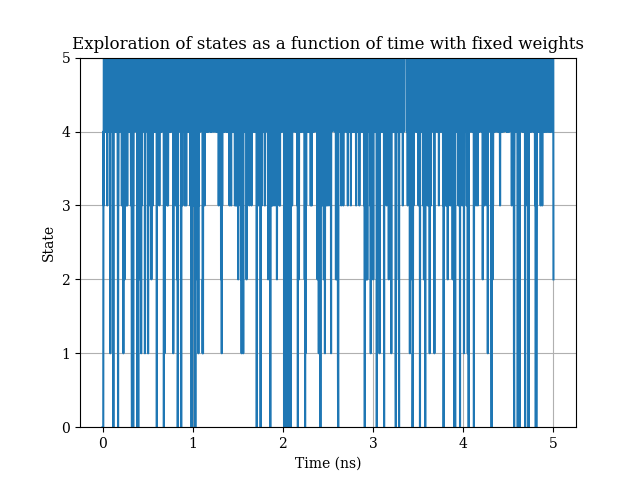 Exploration of states as a function of time with fixed weights
5
4
3
2
1
0
State
0 1 2 3 4 5
Time (ns)